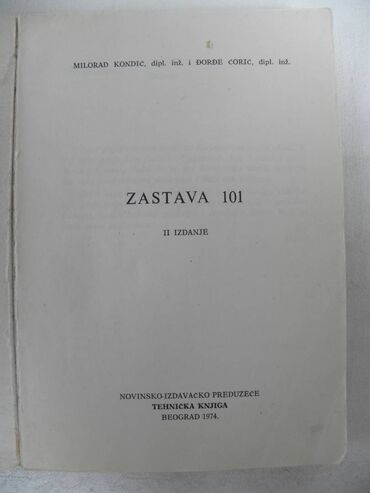 MILORAD KONDIĆ, dipl. inž. i ĐORĐE ĆORIĆ, dipl. inž.
ZASTAVA 101
II IZDANJE
NOVINSKO-IZDAVAČKO PREDUZEĆE
TEHNIČKA KNJIGA
BEOGRAD 1974.